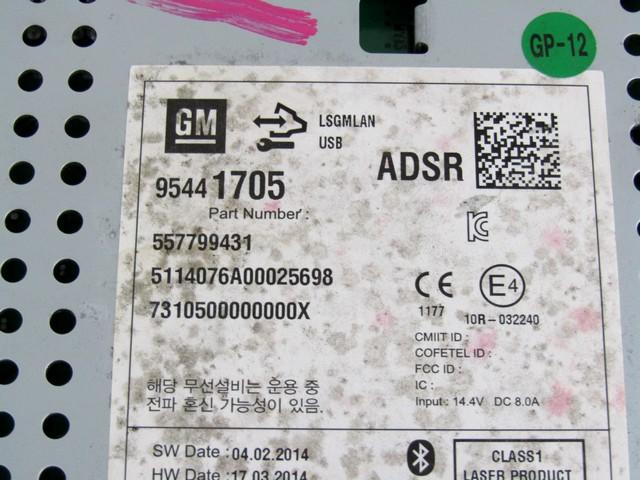 GP-12
GM
LSGMLAN
USB
ADSR
95441705
Part Number :
557799431
5114076A00025698
7310500000000X
CE
1177
E4
10R-032240
CMIIT ID :
COFETEL ID :
FCC ID :
IC :
Input : 14.4V DC 8.0A
해당 무선설비는 운용 중
전파 혼신 가능성이 있음.
SW Date : 04.02.2014
HW Date : 17.03.2014
CLASS1
LASER PRODUCT